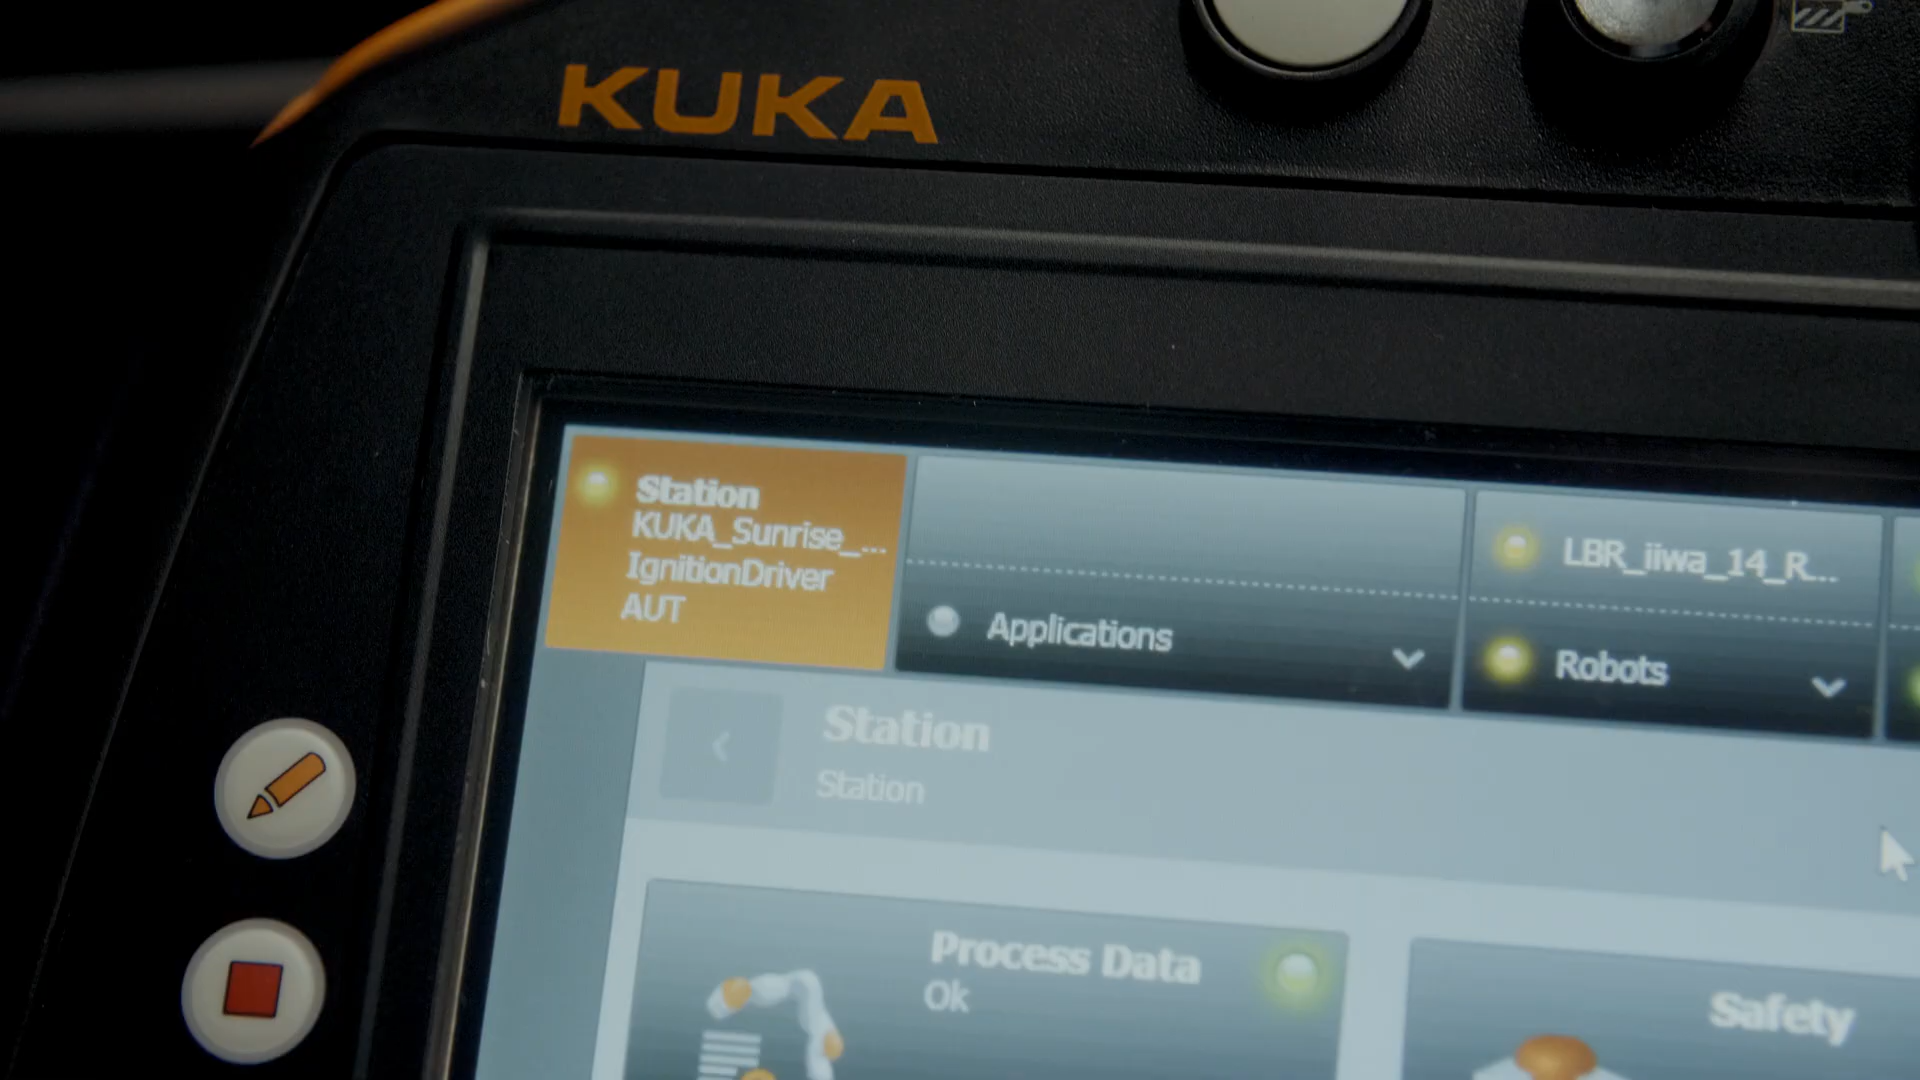 KUKA
Station
KUKA_Sunrise_...
IgnitionDriver
AUT
Applications
LBR_iiwa_14_R...
Robots
Station
Station
Process Data
Ok
Safety